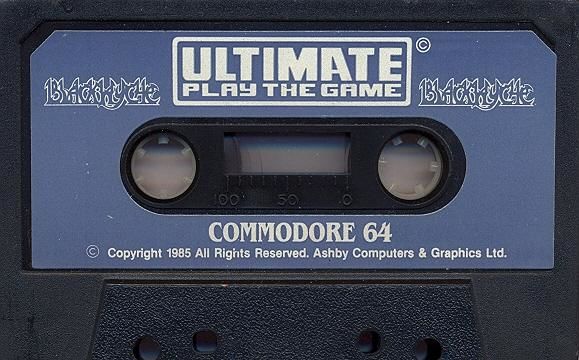 ULTIMATE ©
PLAY THE GAME
BLACKWYCHE BLACKWYCHE
100 50 0
COMMODORE 64
© Copyright 1985 All Rights Reserved. Ashby Computers & Graphics Ltd.